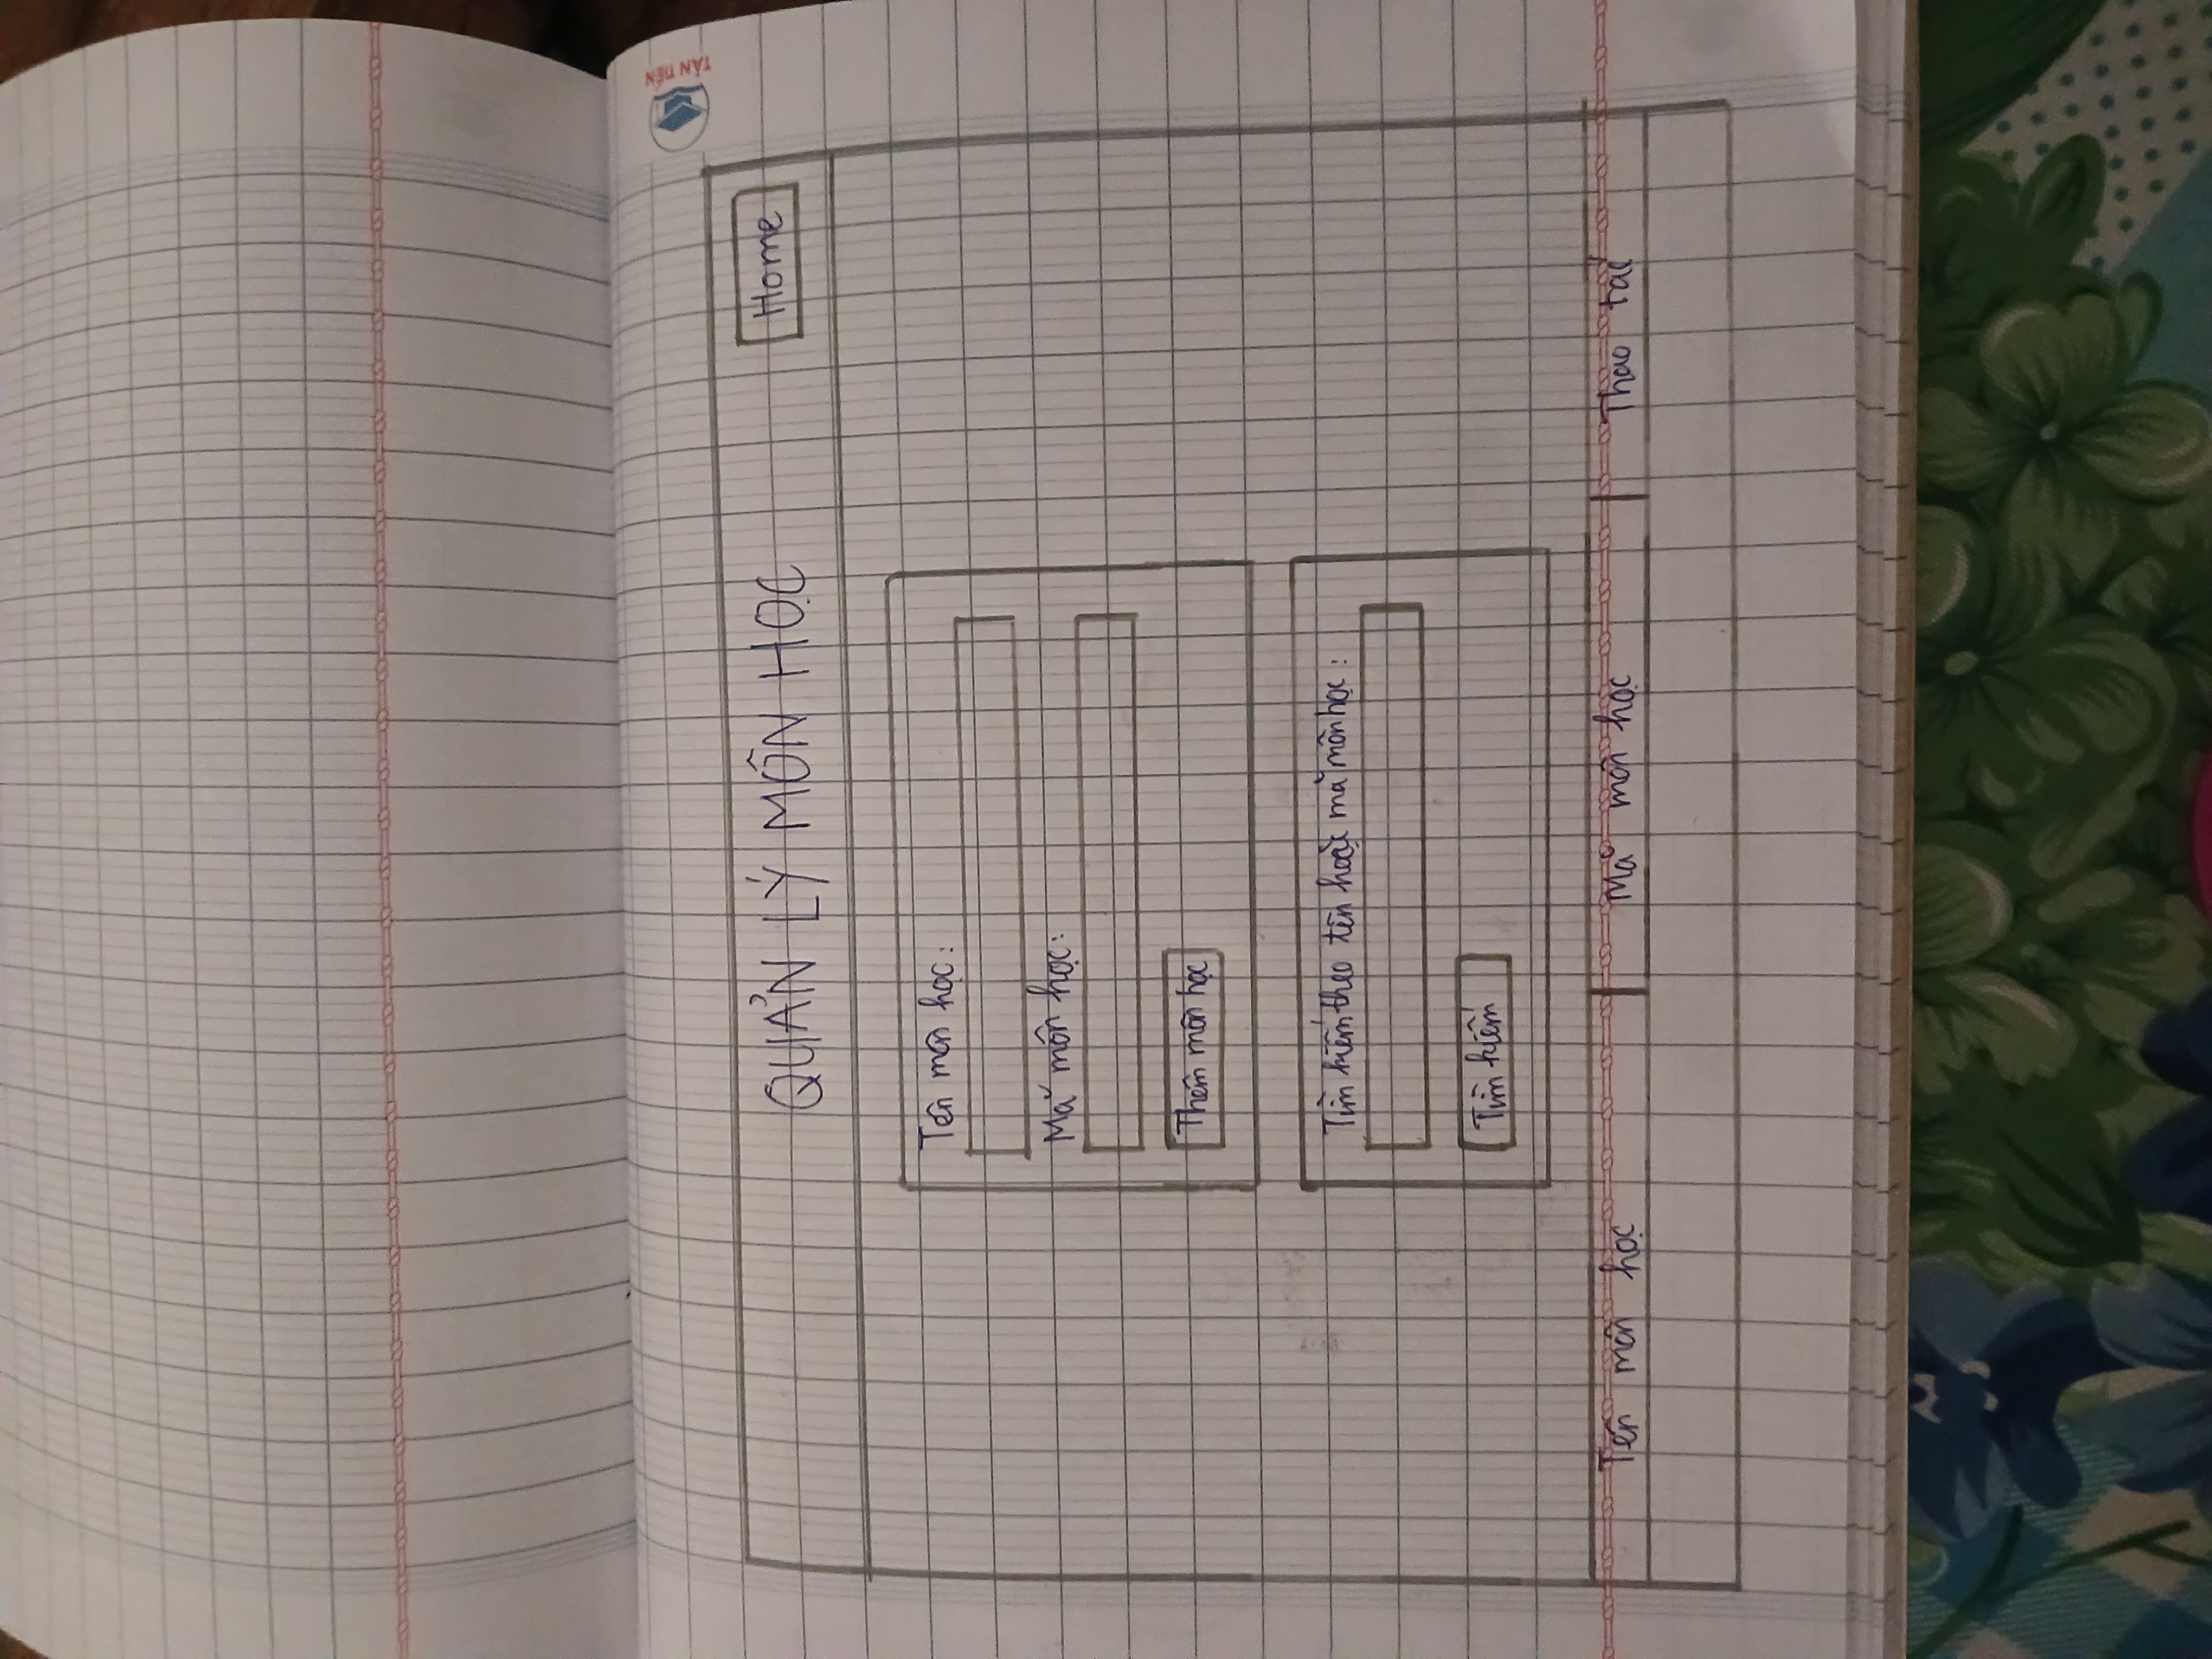 TÂN TIẾN
QUẢN LÝ MÔN HỌC
Home
Tên môn học:
Mã môn học:
Thêm môn học
Tìm kiếm theo tên hoặc mã môn học:
Tìm kiếm
Tên môn học
Mã môn học
Thao tác